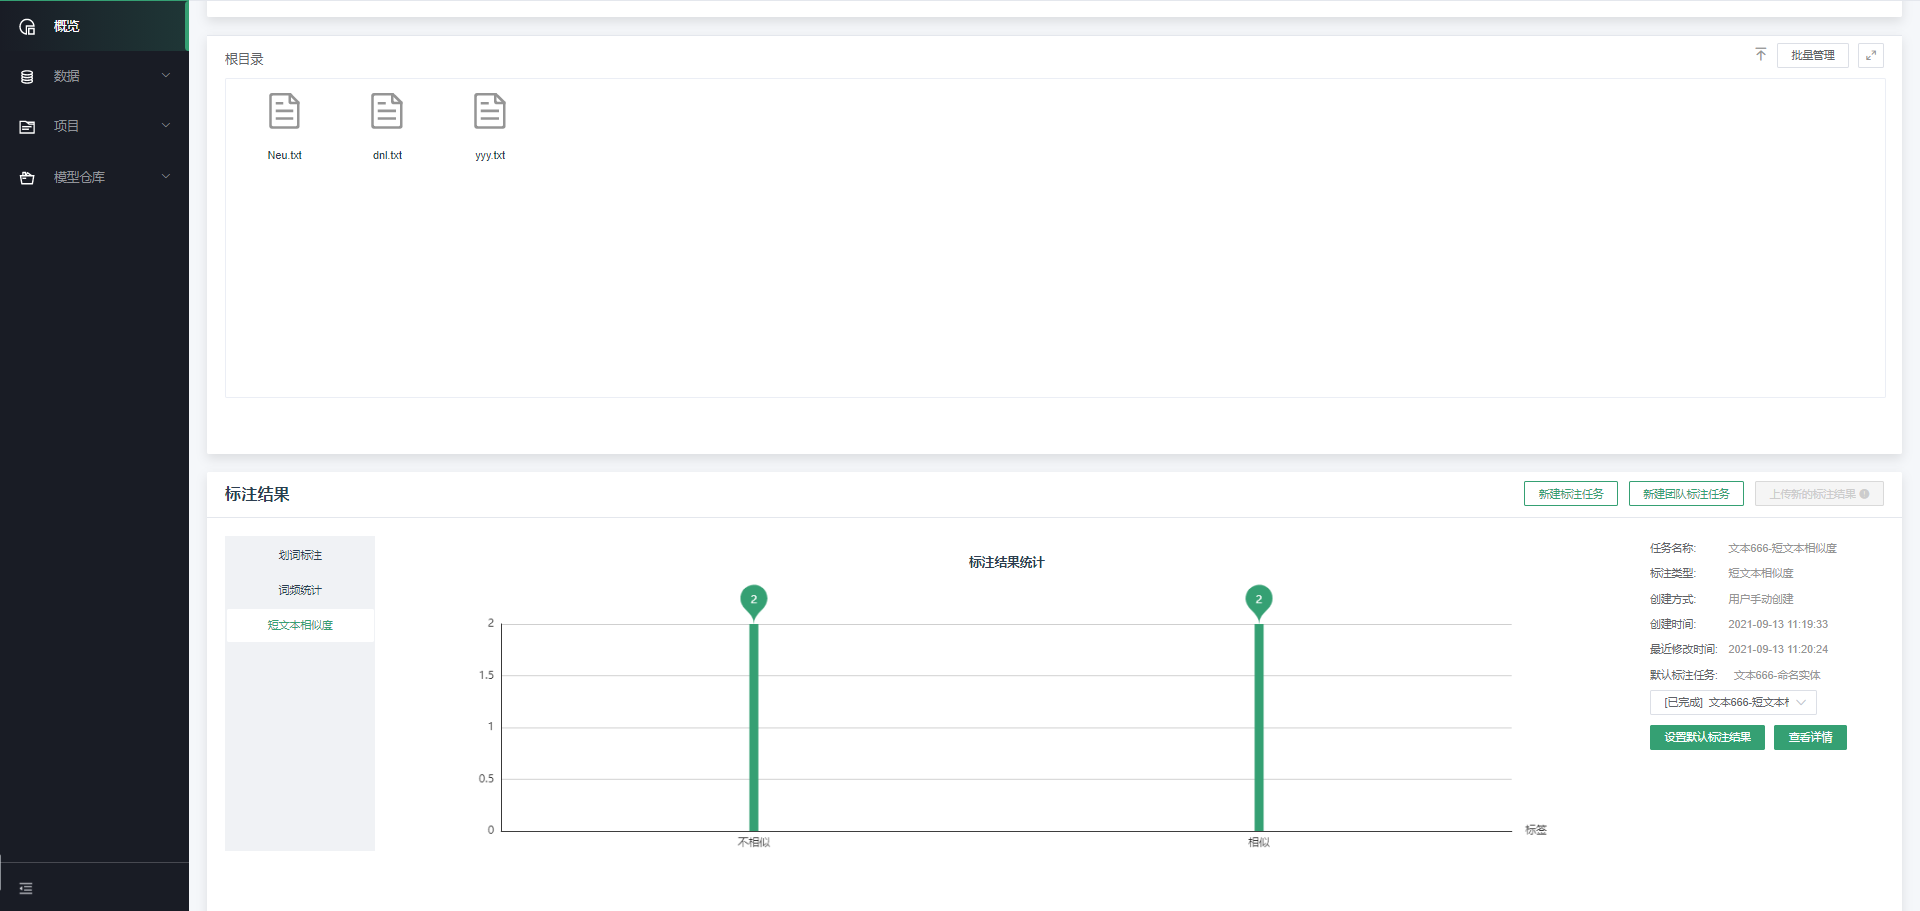 概览
数据
项目
模型仓库
根目录
批量管理
Neu.txt
dnl.txt
yyy.txt
标注结果
新建标注任务
新建团队标注任务
上传新的标注结果
划词标注
词频统计
短文本相似度
标注结果统计
2
2
2
1.5
1
0.5
0
不相似
相似
标签
任务名称: 文本666-短文本相似度
标注类型: 短文本相似度
创建方式: 用户手动创建
创建时间: 2021-09-13 11:19:33
最近修改时间: 2021-09-13 11:20:24
默认标注任务: 文本666-命名实体
[已完成] 文本666-短文本
设置默认标注结果
查看详情